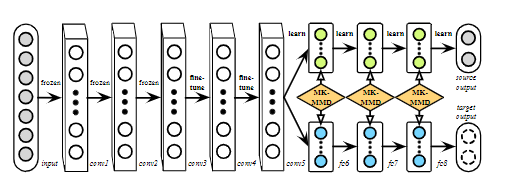 learn
learn
learn
frozen
frozen
frozen
fine-
tune
fine-
tune
MK-
MMD
MK-
MMD
MK-
MMD
source
output
target
output
input
conv1
conv2
conv3
conv4
conv5
fc6
fc7
fc8